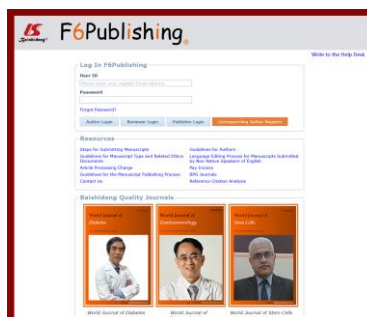 Baishideng®
F6Publishing®
Write to the Help Desk
Log In F6Publishing
User ID
Password
Forgot Password?
Author Login
Reviewer Login
Publisher Login
Corresponding Author Register
Resources
Steps for Submitting Manuscripts
Guidelines for Manuscript Type and Related Ethics Documents
Article Processing Charge
Guidelines for the Manuscript Publishing Process
Contact Us
Guidelines for Authors
Language Editing Process for Manuscripts Submitted
by Non-Native Speakers of English
Pay Invoice
BPG Journals
Reference Citation Analysis
Baishideng Quality Journals
World Journal of
Diabetes
World Journal of
Gastroenterology
World Journal of
Stem Cells
World Journal of Diabetes
World Journal of
World Journal of Stem Cells